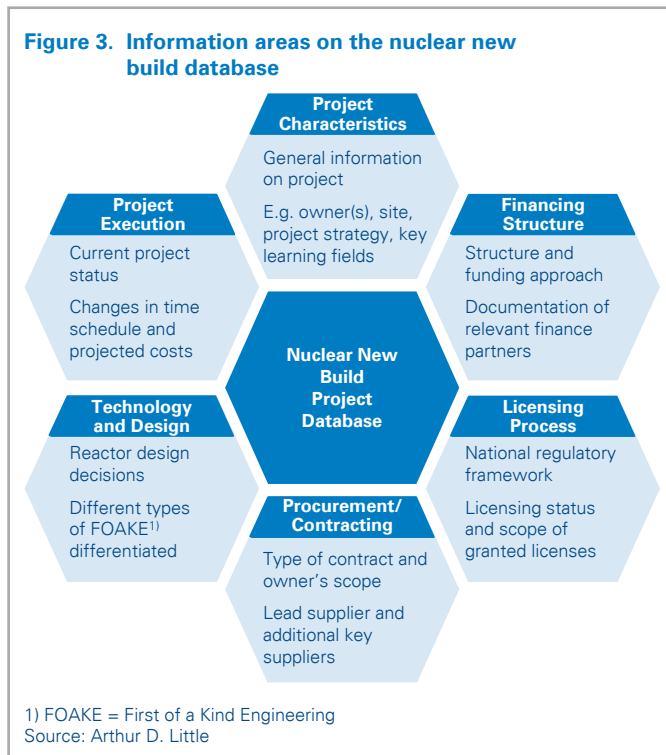 Figure 3. Information areas on the nuclear new
build database
Project
Characteristics
General information
on project
E.g. owner(s), site,
project strategy, key
learning fields
Project
Execution
Current project
status
Changes in time
schedule and
projected costs
Financing
Structure
Structure and
funding approach
Documentation of
relevant finance
partners
Nuclear New
Build
Project
Database
Technology
and Design
Reactor design
decisions
Different types
of FOAKE1)
differentiated
Licensing
Process
National regulatory
framework
Licensing status
and scope of
granted licenses
Procurement/
Contracting
Type of contract and
owner's scope
Lead supplier and
additional key
suppliers
1) FOAKE = First of a Kind Engineering
Source: Arthur D. Little